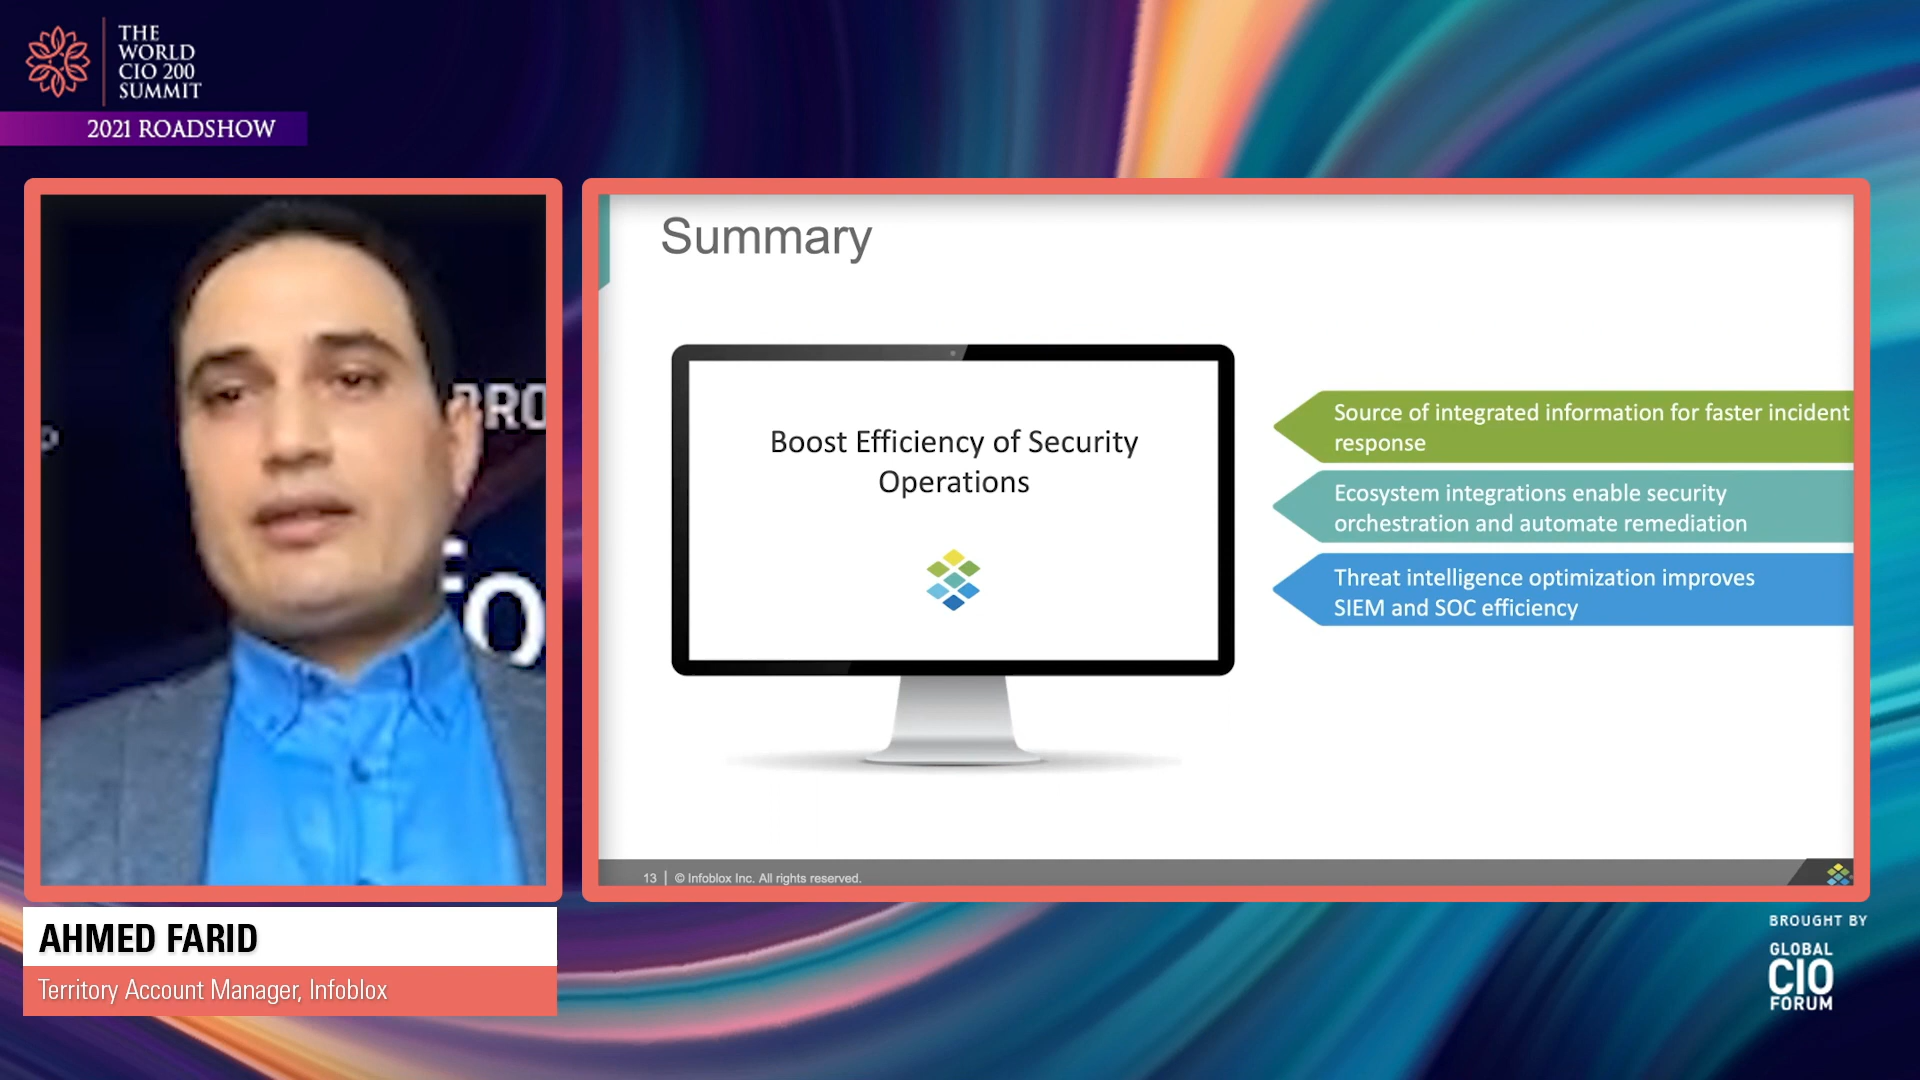 THE
WORLD
CIO 200
SUMMIT
2021 ROADSHOW
Summary
Boost Efficiency of Security
Operations
Source of integrated information for faster incident
response
Ecosystem integrations enable security
orchestration and automate remediation
Threat intelligence optimization improves
SIEM and SOC efficiency
13 | © Infoblox Inc. All rights reserved.
AHMED FARID
Territory Account Manager, Infoblox
BROUGHT BY
GLOBAL
CIO
FORUM